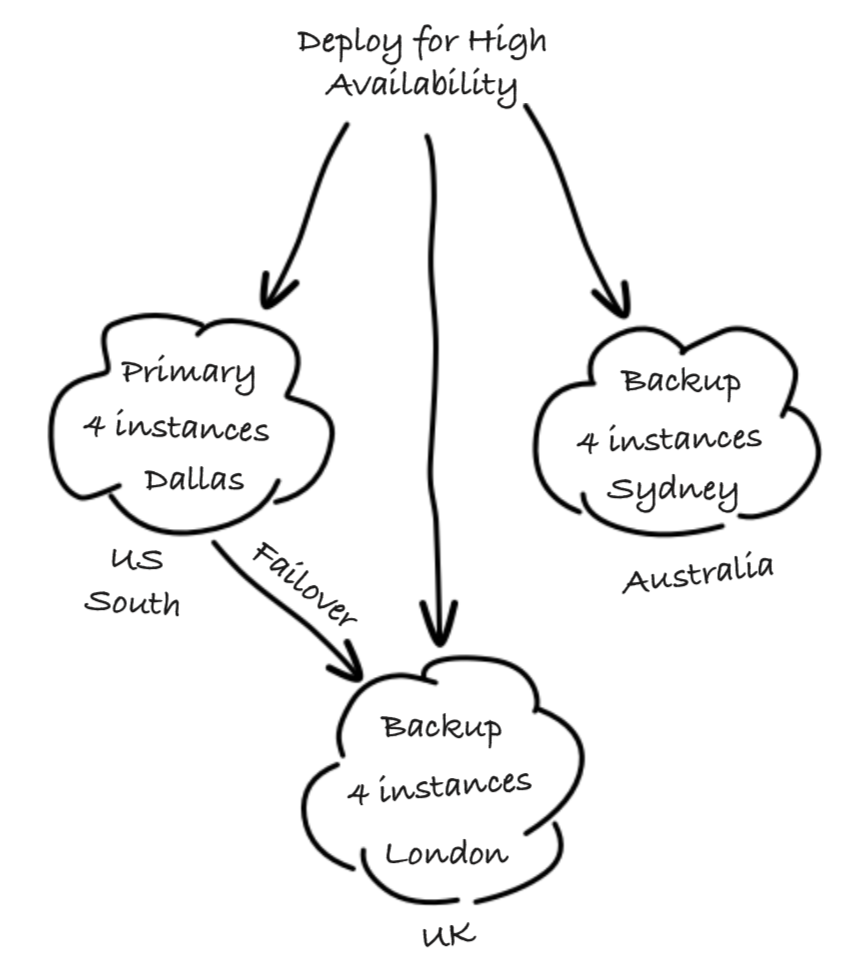 Deploy for High
Availability
Primary
4 instances
Dallas
US
South
Failover
Backup
4 instances
Sydney
Australia
Backup
4 instances
London
UK